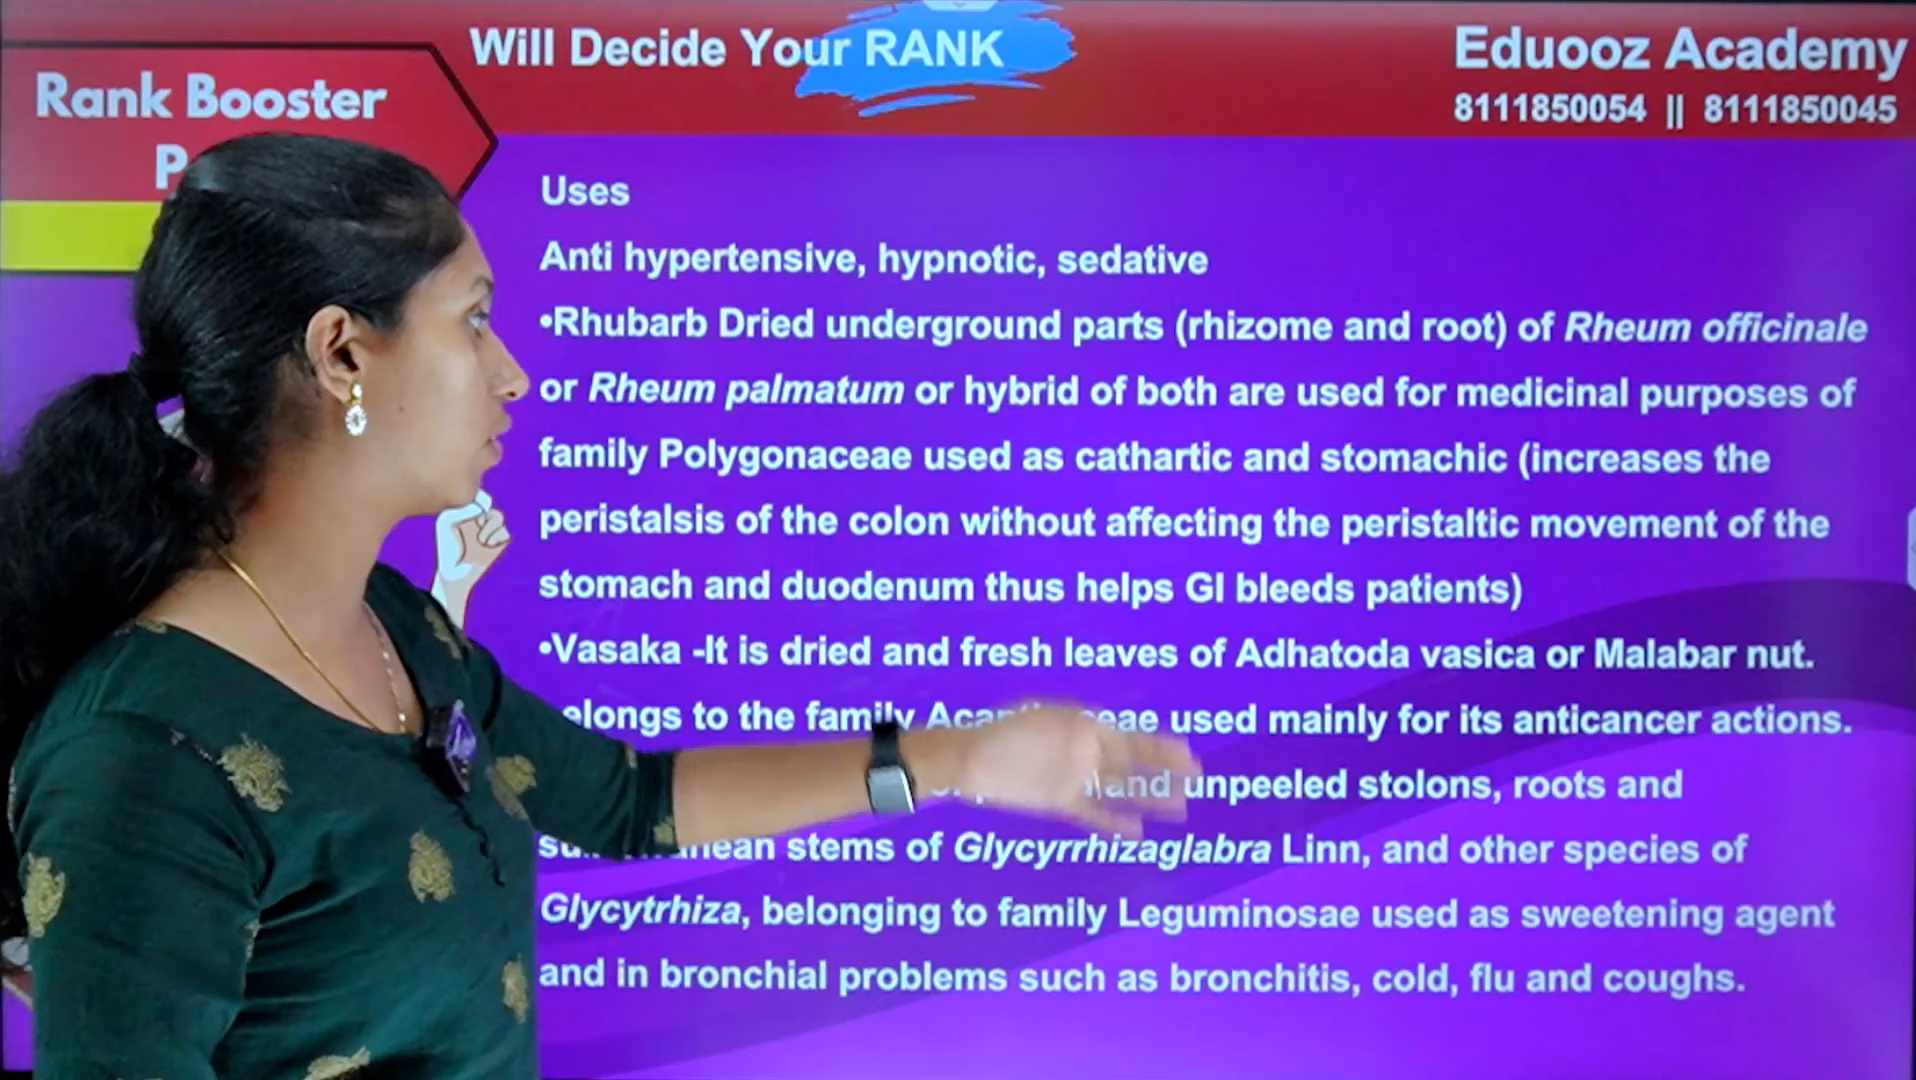 Will Decide Your RANK
Eduooz Academy
8111850054 || 8111850045
Rank Booster
Uses
Anti hypertensive, hypnotic, sedative
•Rhubarb Dried underground parts (rhizome and root) of Rheum officinale
or Rheum palmatum or hybrid of both are used for medicinal purposes of
family Polygonaceae used as cathartic and stomachic (increases the
peristalsis of the colon without affecting the peristaltic movement of the
stomach and duodenum thus helps GI bleeds patients)
•Vasaka -It is dried and fresh leaves of Adhatoda vasica or Malabar nut.
to the family used mainly for its anticancer actions.
and unpeeled stolons, roots and
stems of Glycyrrhizaglabra Linn, and other species of
Glycytrhiza, belonging to family Leguminosae used as sweetening agent
and in bronchial problems such as bronchitis, cold, flu and coughs.